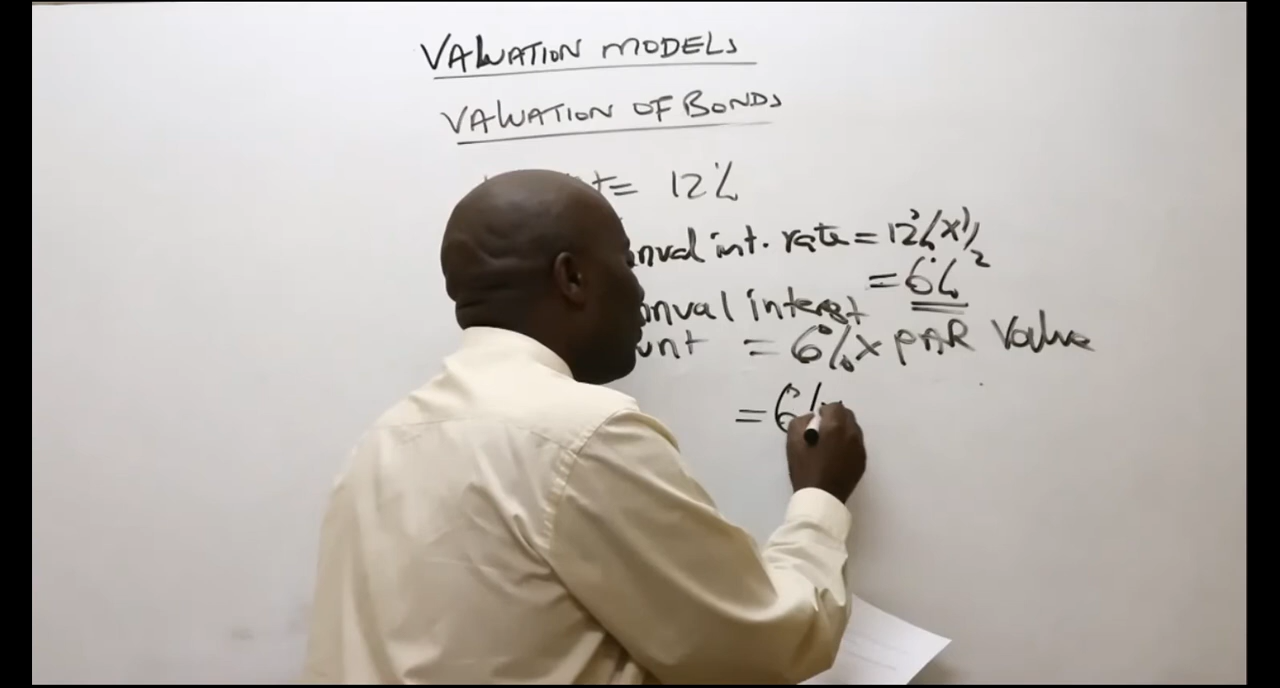 VALUATION MODELS
VALUATION OF BONDS
t= 12%
nual int. rate = 12% x 1/2
= 6%
nnual interest
unt = 6% x PAR Value
= 6%